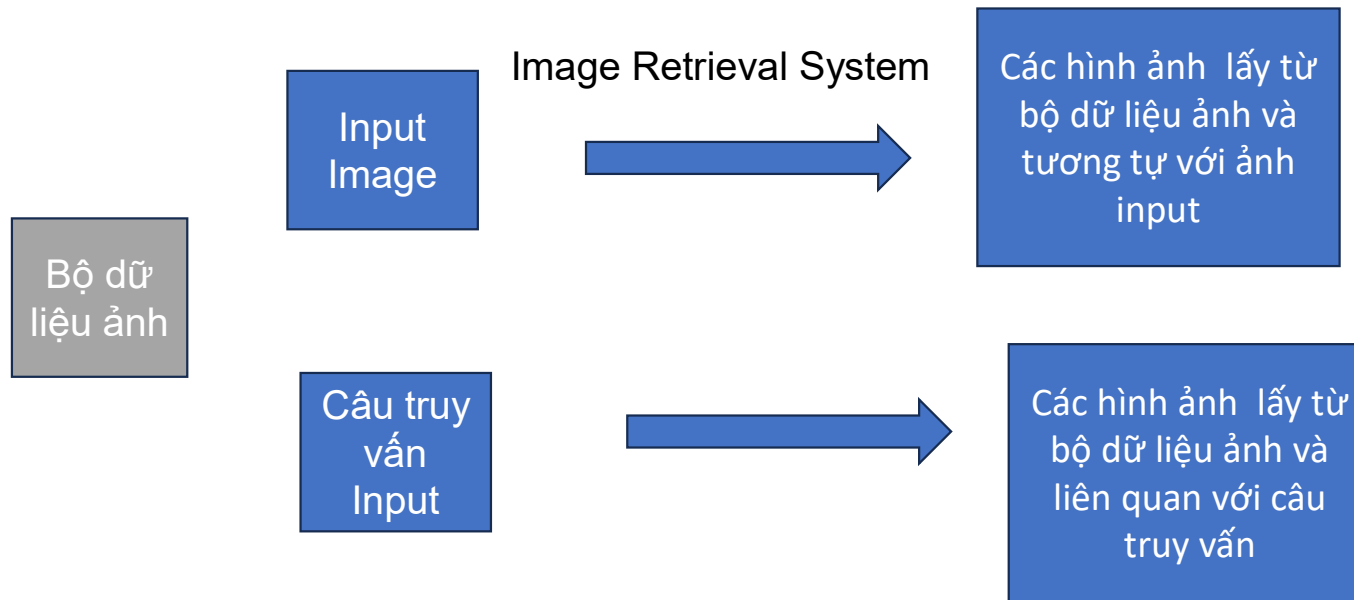 Image Retrieval System
Input
Image
Các hình ảnh  lấy từ
bộ dữ liệu ảnh và
tương tự với ảnh
input
Bộ dữ
liệu ảnh
Câu truy
vấn
Input
Các hình ảnh  lấy từ
bộ dữ liệu ảnh và
liên quan với câu
truy vấn